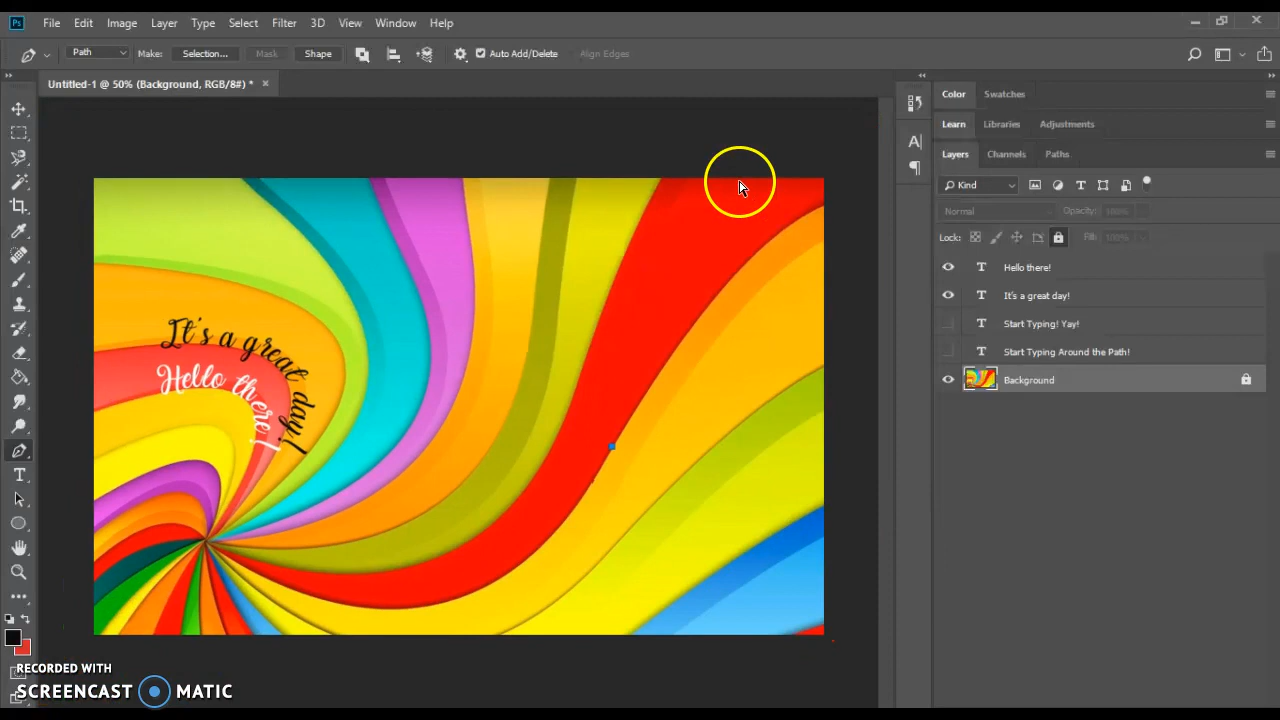 Ps File Edit Image Layer Type Select Filter 3D View Window Help
Path Make: Selection... Mask Shape Auto Add/Delete Align Edges
Untitled-1 @ 50% (Background, RGB/8#) * ×
Color Swatches
Learn Libraries Adjustments
Layers Channels Paths
Kind
Normal Opacity: 100%
Lock: Fill: 100%
Hello there!
It's a great day!
Start Typing! Yay!
Start Typing Around the Path!
Background
It's a great day!
Hello there!
RECORDED WITH
SCREENCAST MATIC